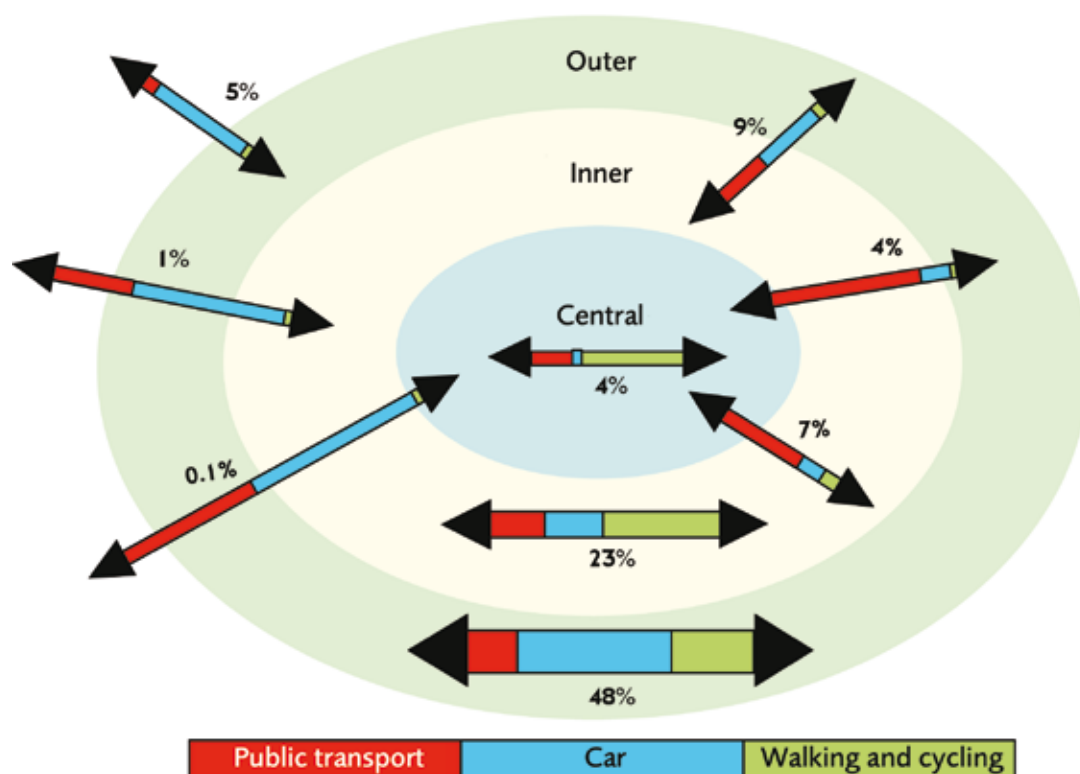 Outer
5%
9%
Inner
1%
4%
Central
4%
7%
0.1%
23%
48%
Public transport
Car
Walking and cycling